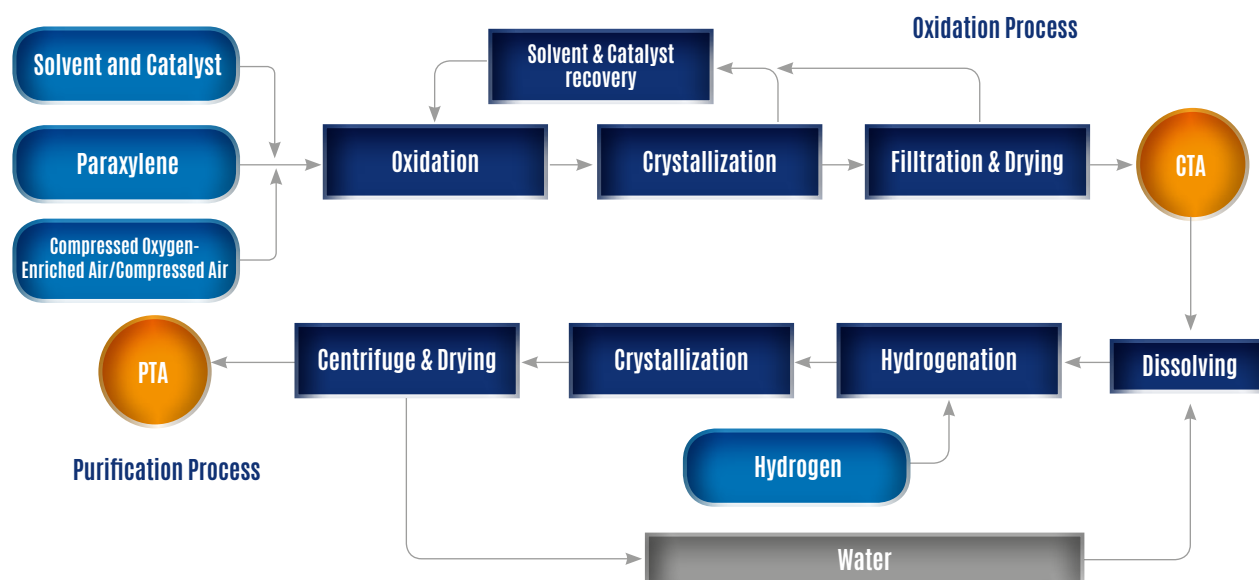 Oxidation Process
Solvent and Catalyst
Solvent & Catalyst
recovery
Paraxylene
Oxidation
Crystallization
Filltration & Drying
CTA
Compressed Oxygen-
Enriched Air/Compressed Air
PTA
Centrifuge & Drying
Crystallization
Hydrogenation
Dissolving
Purification Process
Hydrogen
Water